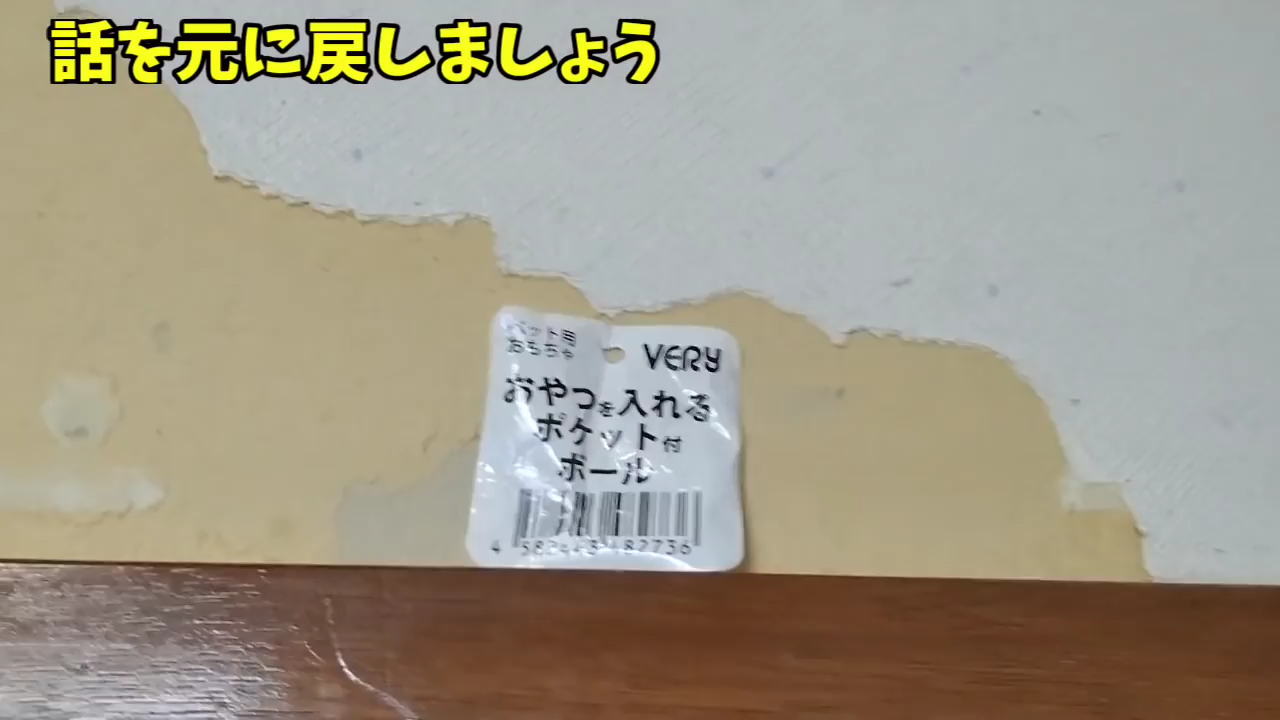 話を元に戻しましょう
ペット用
おもちゃ
VERY
おやつを入れる
ポケット付
ボール